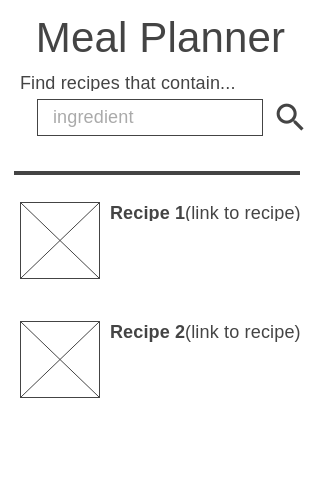 Meal Planner
Find recipes that contain...
ingredient
Recipe 1(link to recipe)
Recipe 2(link to recipe)